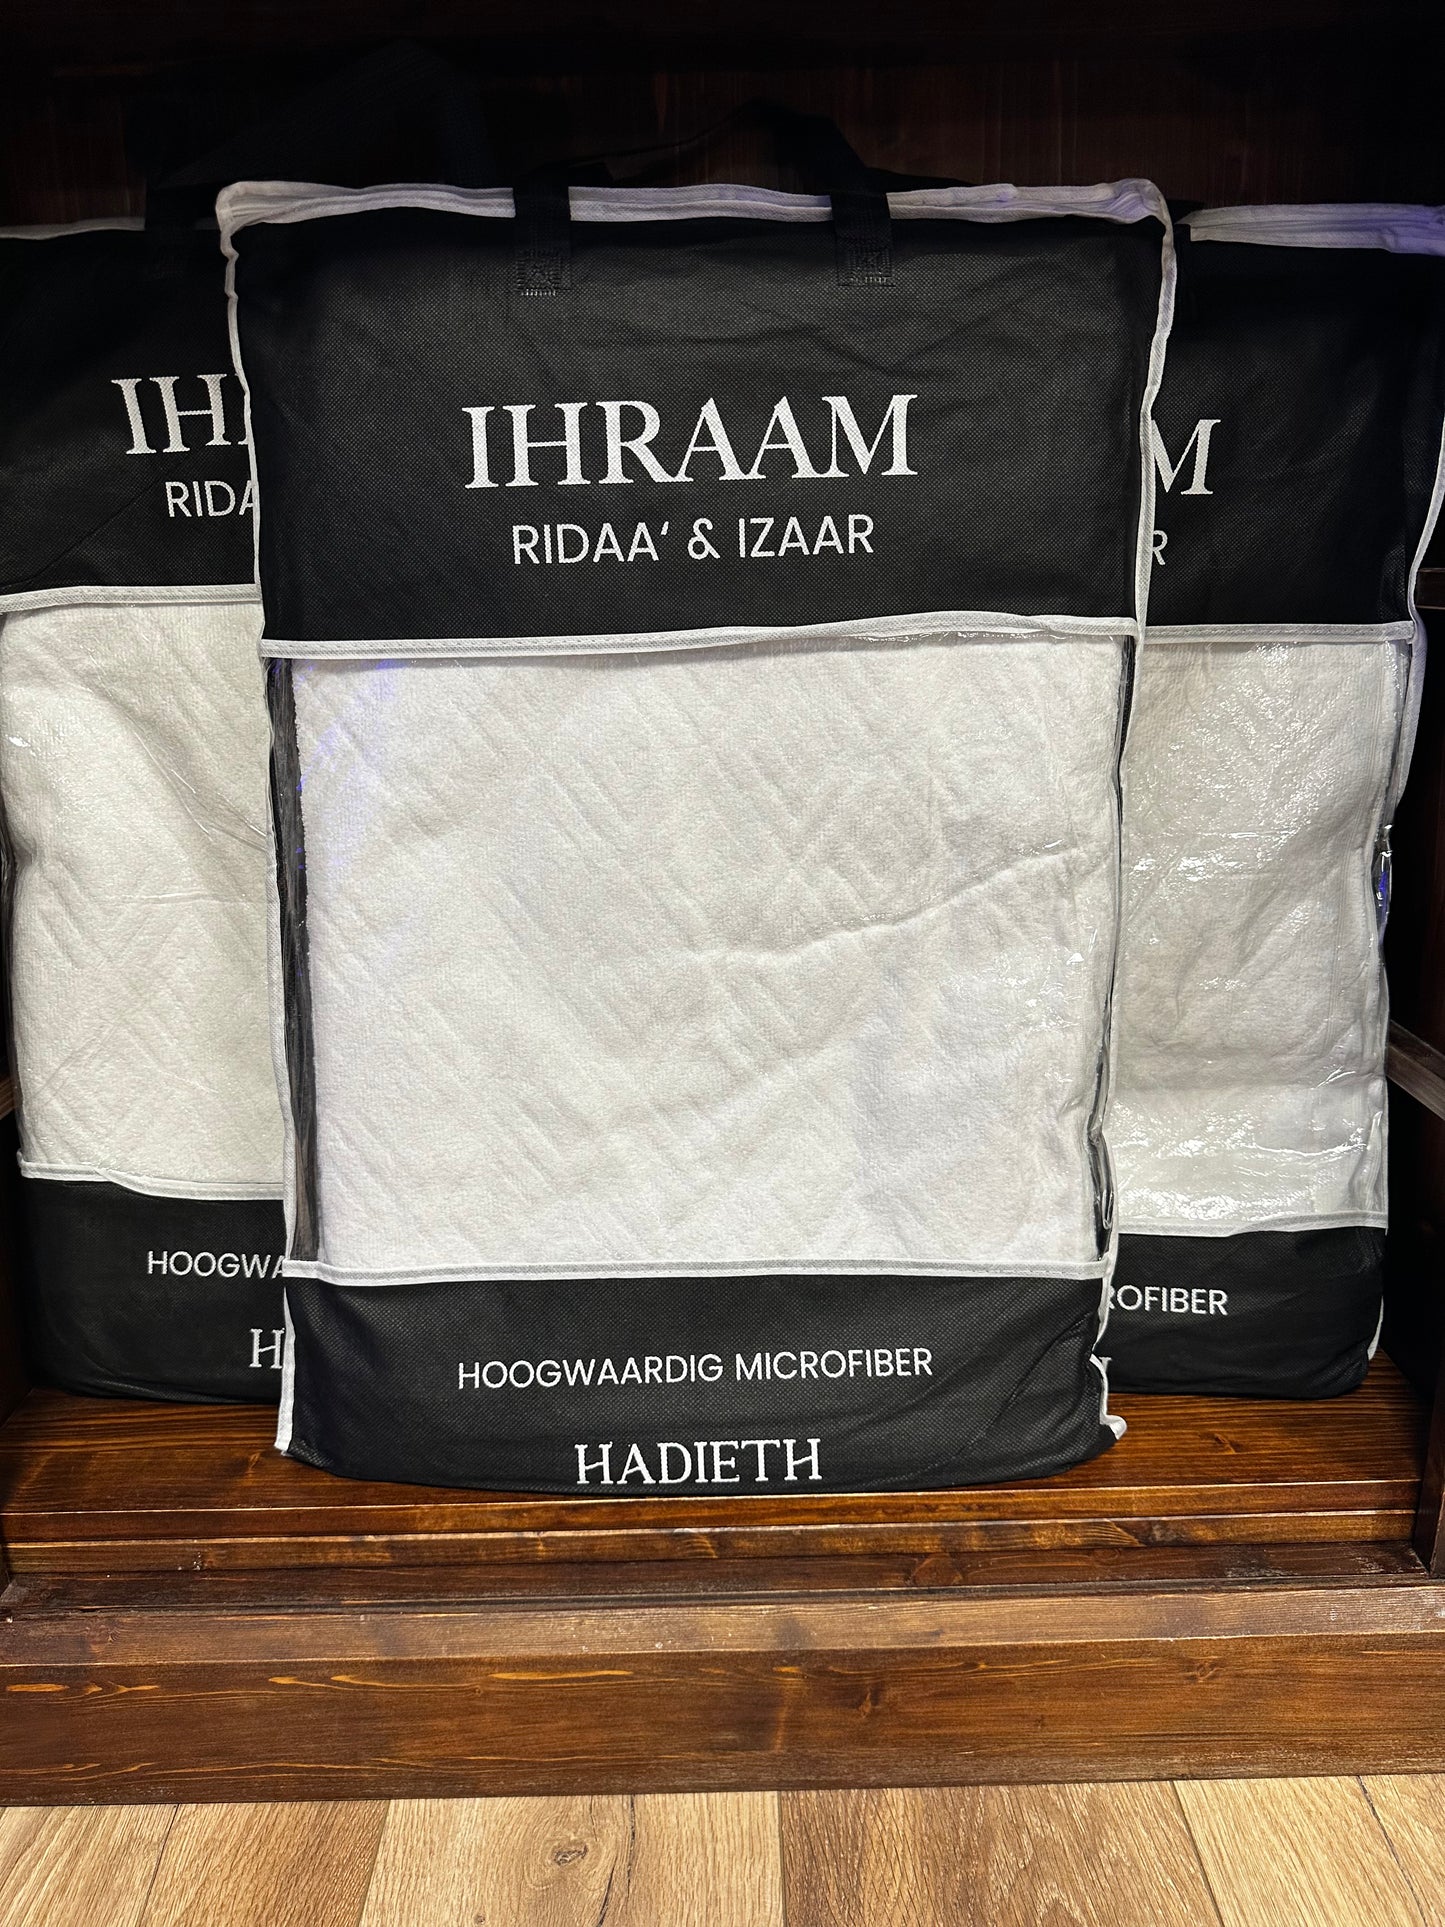 IHRAAM
RIDAA‘ & IZAAR
HOOGWAARDIG MICROFIBER
HADIETH